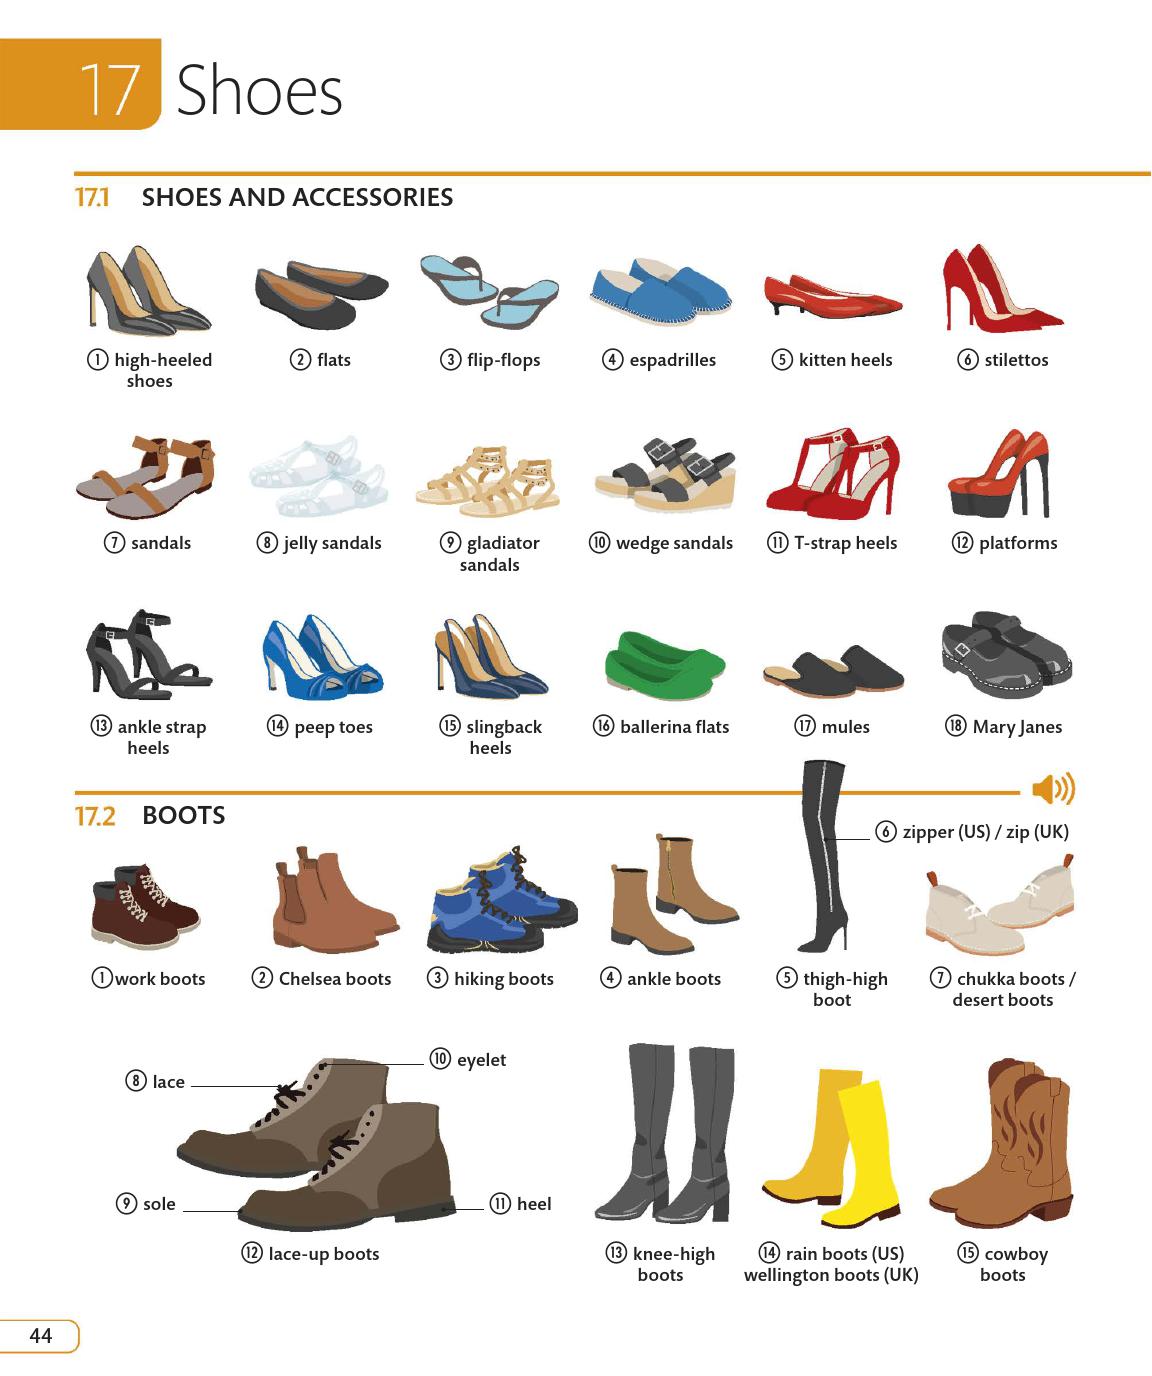 17 Shoes
17.1 SHOES AND ACCESSORIES
1 high-heeled
shoes
2 flats
3 flip-flops
4 espadrilles
5 kitten heels
6 stilettos
7 sandals
8 jelly sandals
9 gladiator
sandals
10 wedge sandals
11 T-strap heels
12 platforms
13 ankle strap
heels
14 peep toes
15 slingback
heels
16 ballerina flats
17 mules
18 Mary Janes
17.2 BOOTS
6 zipper (US) / zip (UK)
1 work boots
2 Chelsea boots
3 hiking boots
4 ankle boots
5 thigh-high
boot
7 chukka boots /
desert boots
10 eyelet
8 lace
9 sole
11 heel
12 lace-up boots
13 knee-high
boots
14 rain boots (US)
wellington boots (UK)
15 cowboy
boots
44